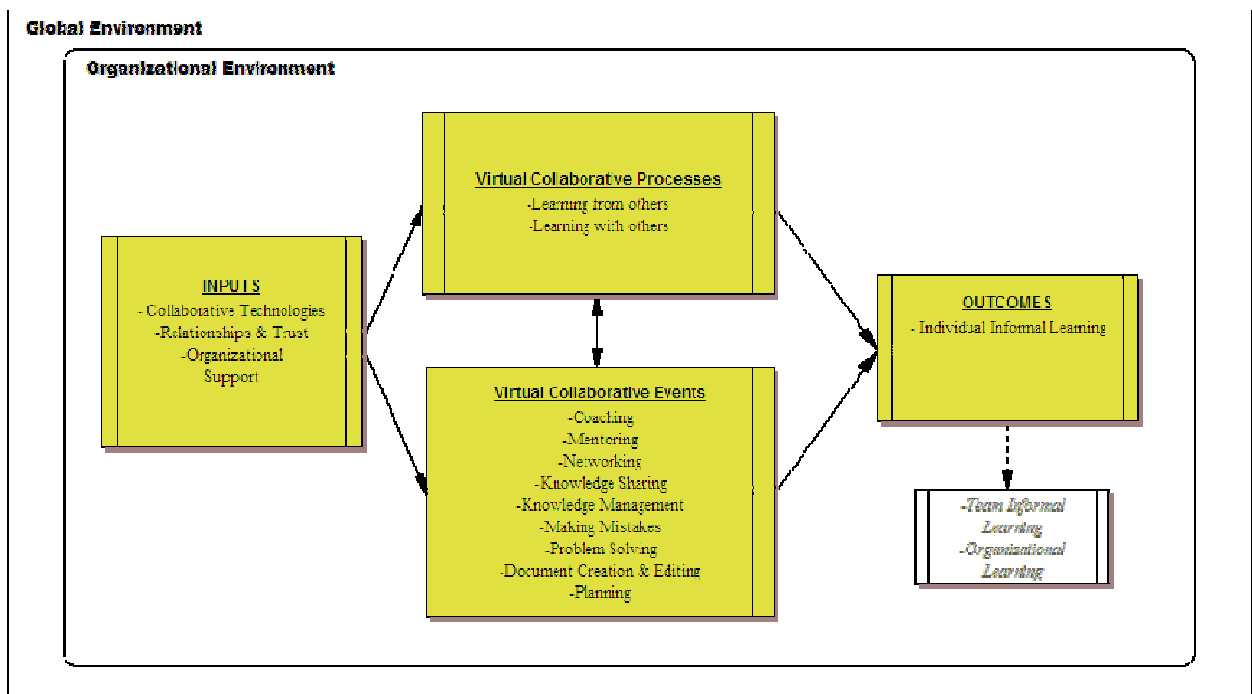 Global Environment
Organizational Environment
Virtual Collaborative Processes
-Learning from others
-Learning with others
INPUTS
- Collaborative Technologies
-Relationships & Trust
-Organizational
Support
OUTCOMES
- Individual Informal Learning
Virtual Collaborative Events
-Coaching
-Mentoring
-Networking
-Knowledge Sharing
-Knowledge Management
-Making Mistakes
-Problem Solving
-Document Creation & Editing
-Planning
-Team Informal
Learning
-Organizational
Learning